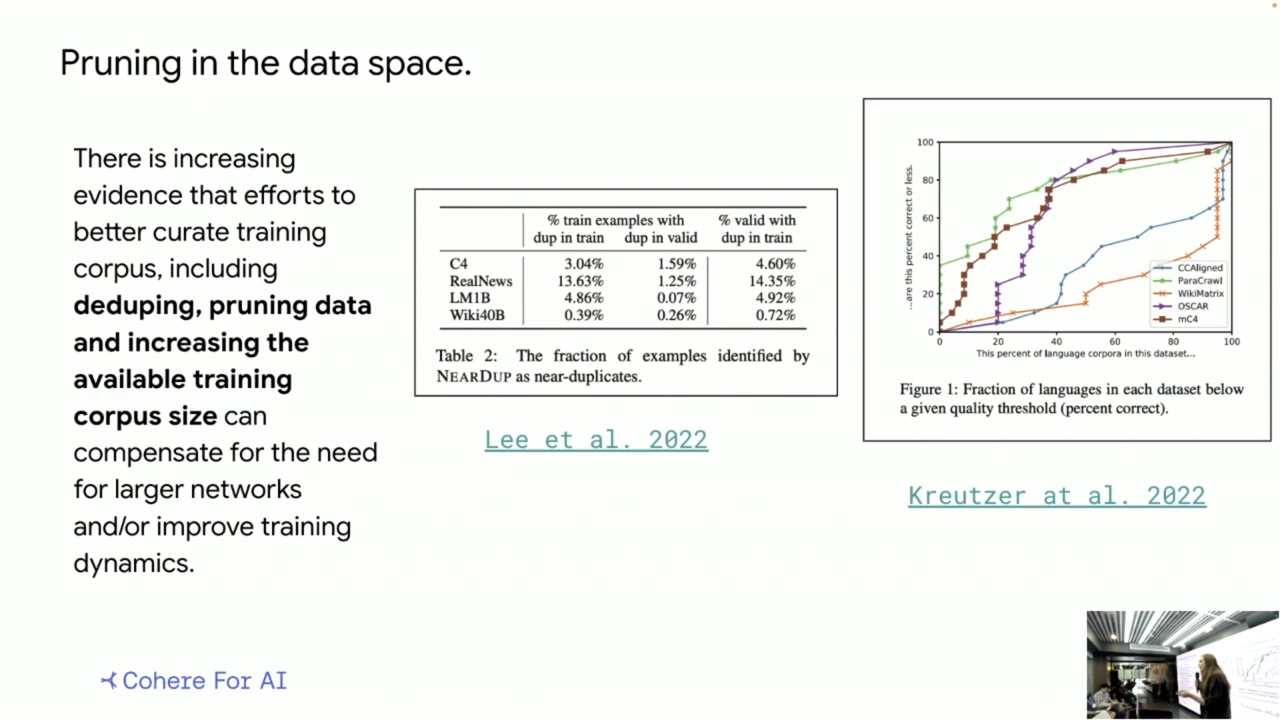 Pruning in the data space.
There is increasing
evidence that efforts to
better curate training
corpus, including
deduping, pruning data
and increasing the
available training
corpus size can
compensate for the need
for larger networks
and/or improve training
dynamics.
% train examples with % valid with
dup in train dup in valid dup in train
C4 3.04% 1.59% 4.60%
RealNews 13.63% 1.25% 14.35%
LM1B 4.86% 0.07% 4.92%
Wiki40B 0.39% 0.26% 0.72%
Table 2: The fraction of examples identified by
NEARDUP as near-duplicates.
Lee et al. 2022
...are this percent correct or less.
100
80
60
40
20
0
0 20 40 60 80 100
This percent of language corpora in this dataset...
CCAligned
ParaCrawl
WikiMatrix
OSCAR
mC4
Figure 1: Fraction of languages in each dataset below
a given quality threshold (percent correct).
Kreutzer at al. 2022
Cohere For AI